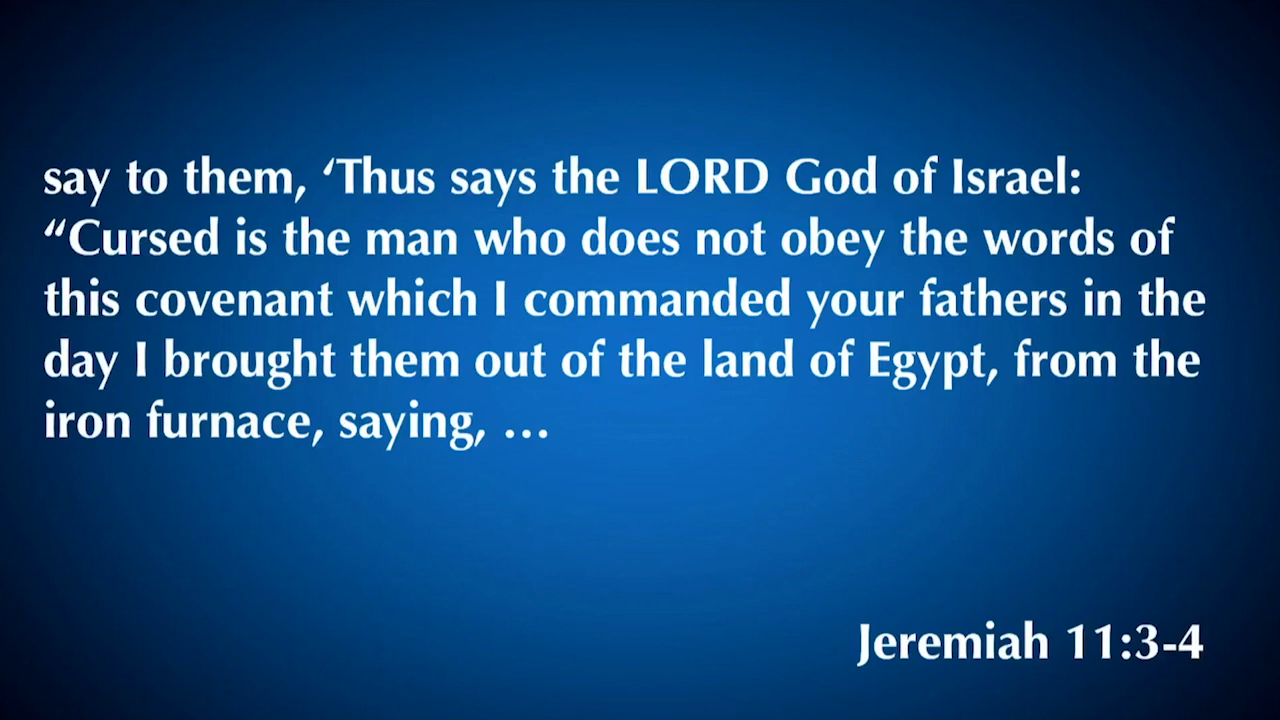 say to them, ‘Thus says the LORD God of Israel:
“Cursed is the man who does not obey the words of
this covenant which I commanded your fathers in the
day I brought them out of the land of Egypt, from the
iron furnace, saying, …
Jeremiah 11:3-4